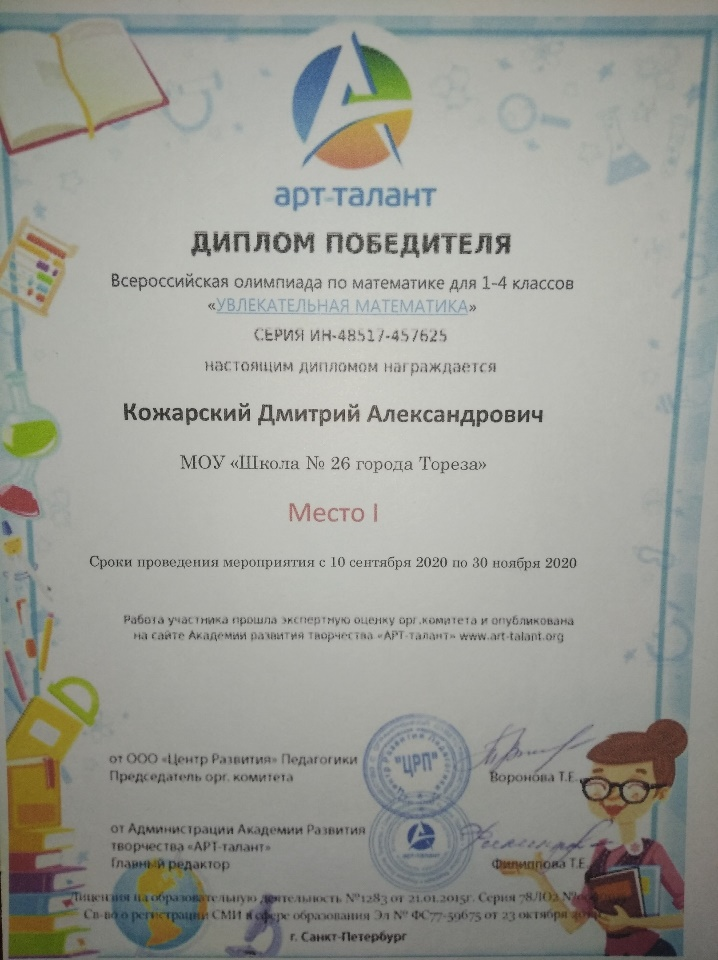 арт-талант
ДИПЛОМ ПОБЕДИТЕЛЯ
Всероссийская олимпиада по математике для 1-4 классов
«УВЛЕКАТЕЛЬНАЯ МАТЕМАТИКА»
СЕРИЯ ИН-48517-457625
настоящим дипломом награждается
Кожарский Дмитрий Александрович
МОУ «Школа № 26 города Тореза»
Место I
Сроки проведения мероприятия с 10 сентября 2020 по 30 ноября 2020
Работа участника прошла экспертную оценку орг.комитета и опубликована
на сайте Академии развития творчества «АРТ-талант» www.art-talant.org
от ООО «Центр Развития» Педагогики
Председатель орг. комитета
"ЦРП"
Воронова Т.Е.
от Администрации Академии Развития
творчества «АРТ-талант»
Главный редактор
АРТ-талант
Филиппова Т.Е.
Лицензия на образовательную деятельность №1283 от 21.01.2015г. Серия 78ЛО2
Св-во о регистрации СМИ в сфере образования Эл № ФС77-59675 от 23 октября
г. Санкт-Петербург